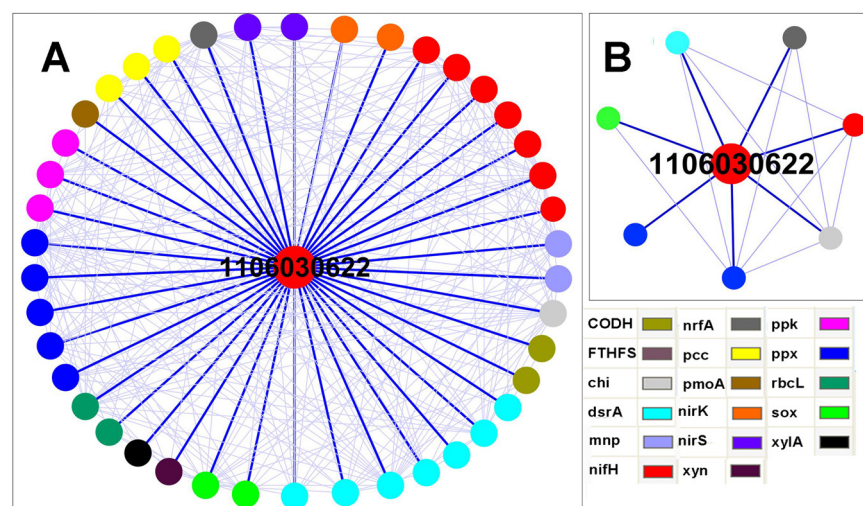 A
B
1106030622
1106030622
CODH nrfA ppk
FTHFS pcc ppx
chi pmoA rbcL
dsrA nirK sox
mnp nirS xylA
nifH xyn